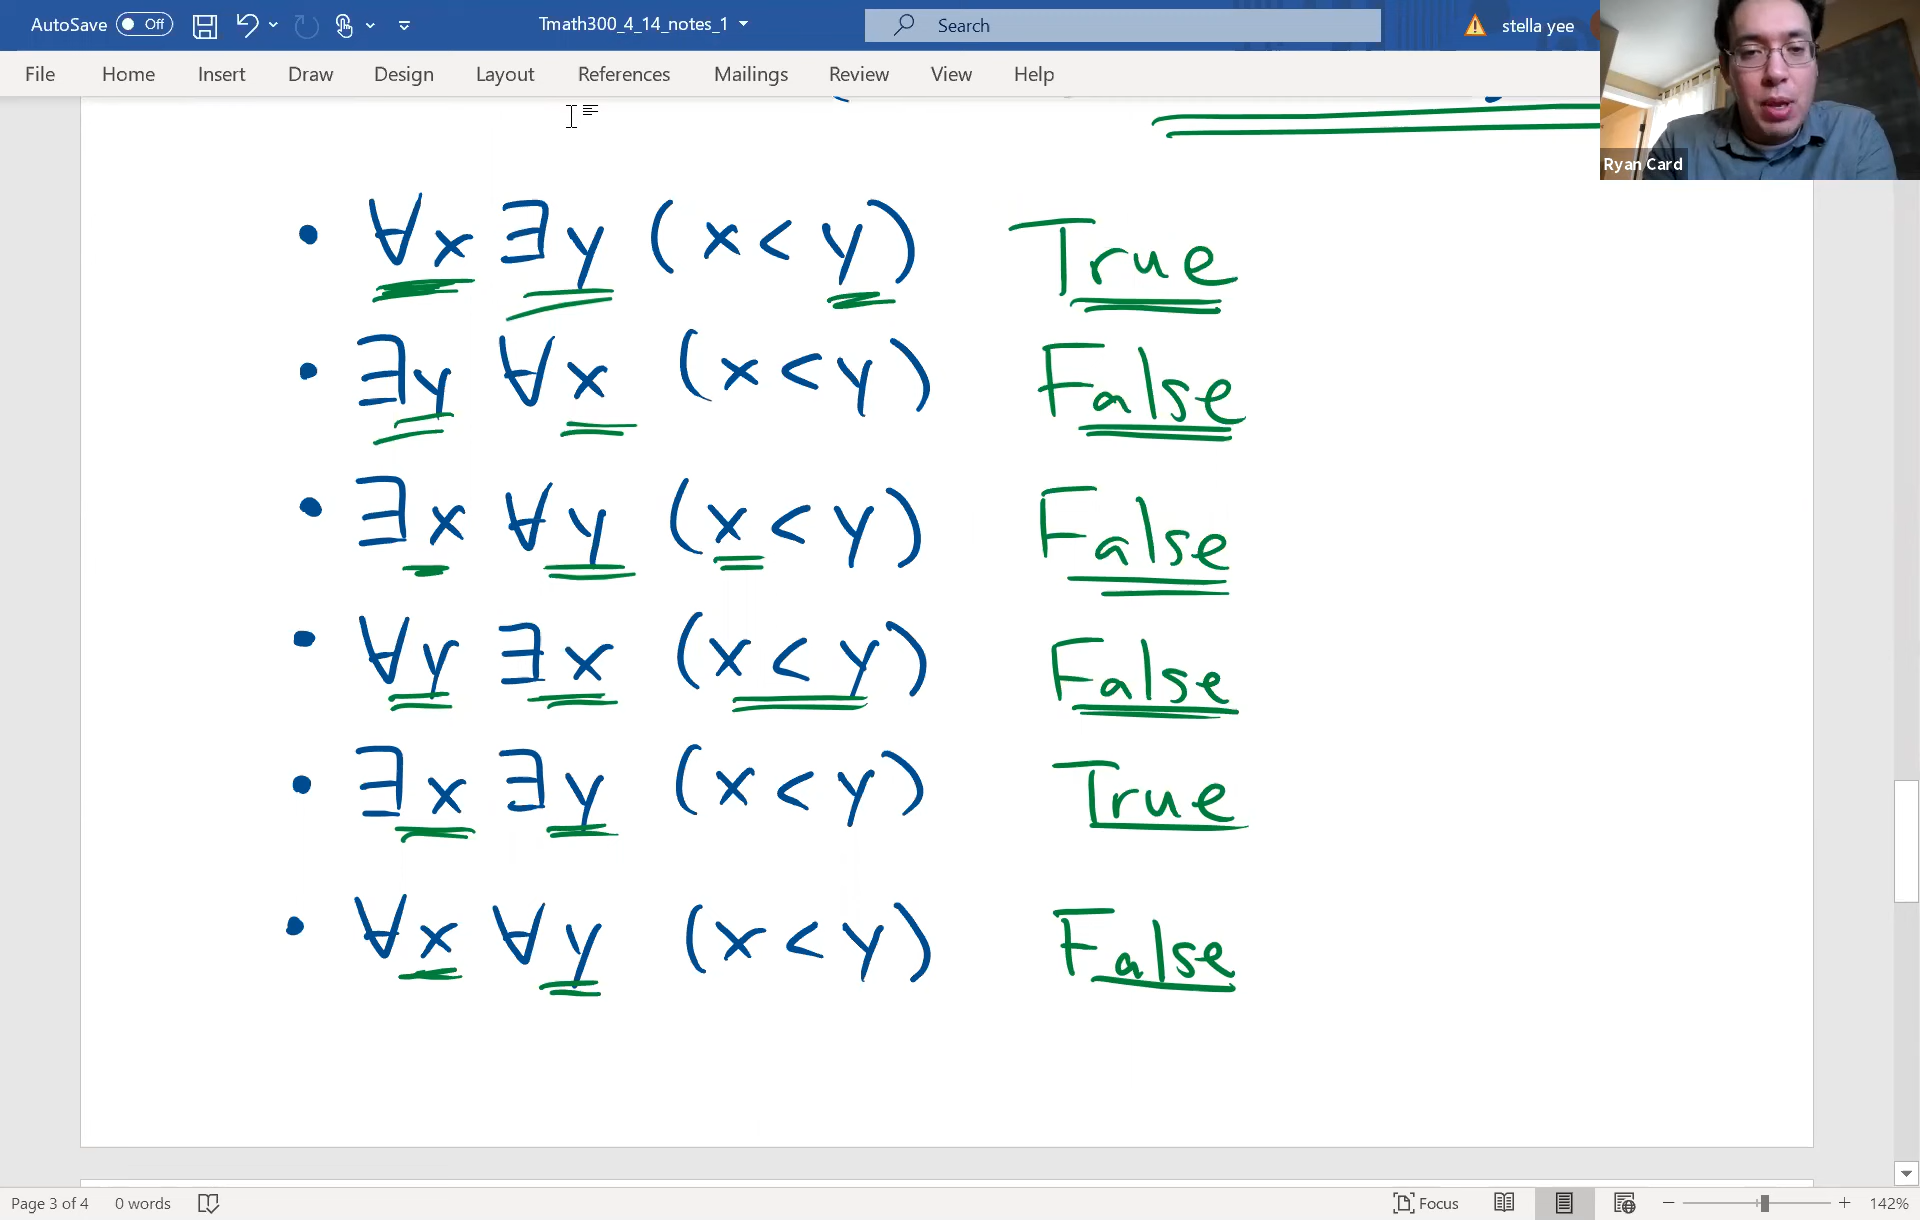 AutoSave Off Tmath300_4_14_notes_1 Search stella yee
File Home Insert Draw Design Layout References Mailings Review View Help
Ryan Card
• ∀x ∃y (x < y) True
• ∃y ∀x (x < y) False
• ∃x ∀y (x < y) False
• ∀y ∃x (x < y) False
• ∃x ∃y (x < y) True
• ∀x ∀y (x < y) False
Page 3 of 4 0 words Focus 142%